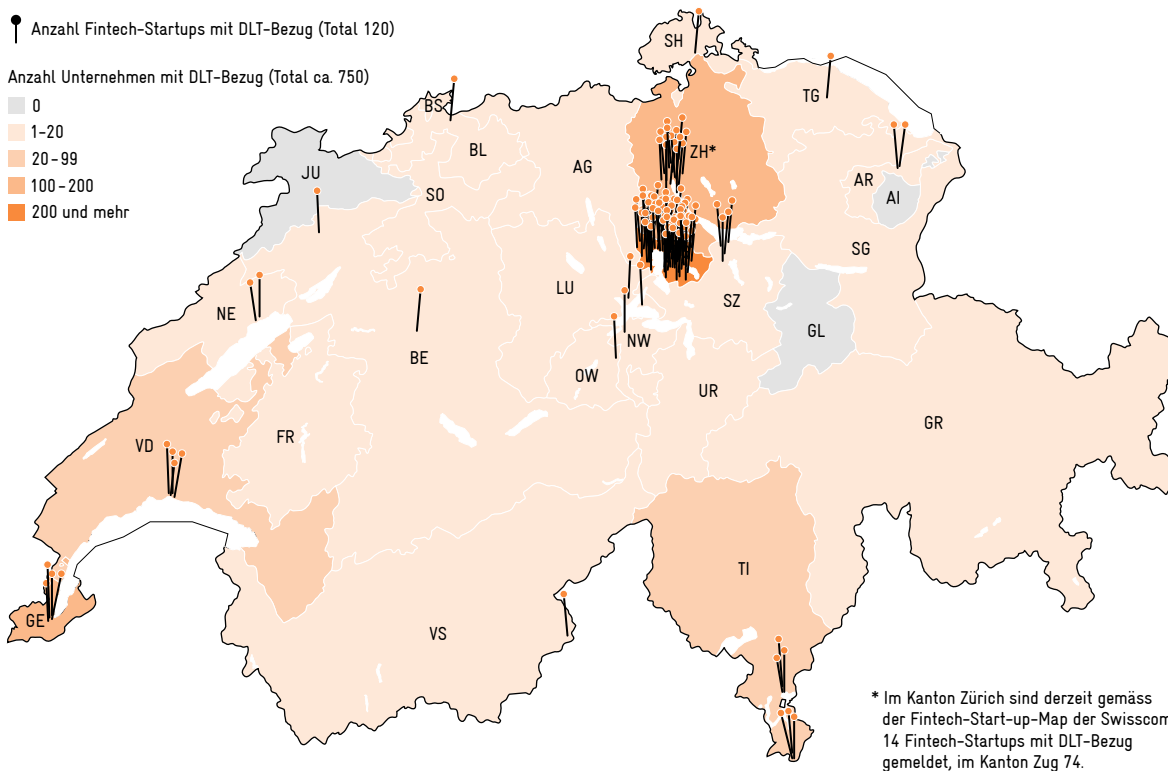 Anzahl Fintech-Startups mit DLT-Bezug (Total 120)
Anzahl Unternehmen mit DLT-Bezug (Total ca. 750)
0
1–20
20–99
100–200
200 und mehr
SH
TG
BS
BL
AG
ZH*
JU
SO
AR
AI
SG
LU
SZ
NE
GL
BE
NW
OW
UR
FR
GR
VD
TI
GE
VS
* Im Kanton Zürich sind derzeit gemäss
der Fintech-Start-up-Map der Swisscom
14 Fintech-Startups mit DLT-Bezug
gemeldet, im Kanton Zug 74.